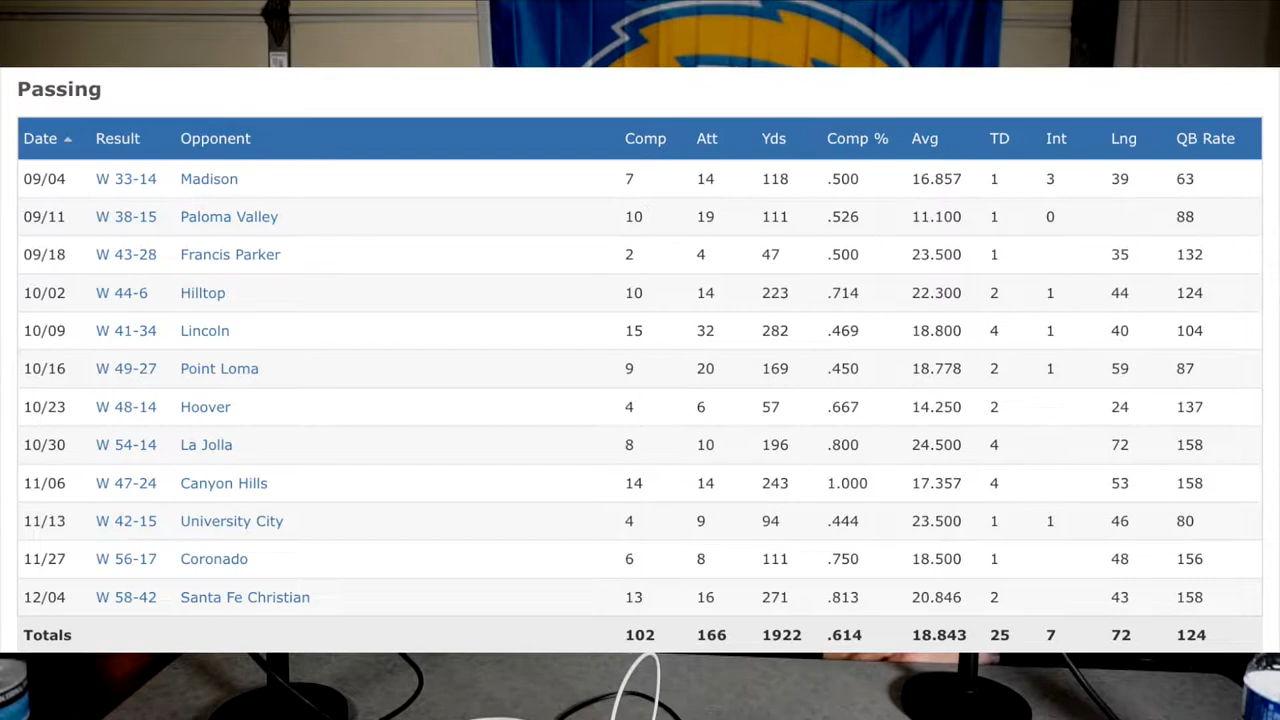 Passing
Date Result Opponent Comp Att Yds Comp % Avg TD Int Lng QB Rate
09/04 W 33-14 Madison 7 14 118 .500 16.857 1 3 39 63
09/11 W 38-15 Paloma Valley 10 19 111 .526 11.100 1 0 88
09/18 W 43-28 Francis Parker 2 4 47 .500 23.500 1 35 132
10/02 W 44-6 Hilltop 10 14 223 .714 22.300 2 1 44 124
10/09 W 41-34 Lincoln 15 32 282 .469 18.800 4 1 40 104
10/16 W 49-27 Point Loma 9 20 169 .450 18.778 2 1 59 87
10/23 W 48-14 Hoover 4 6 57 .667 14.250 2 24 137
10/30 W 54-14 La Jolla 8 10 196 .800 24.500 4 72 158
11/06 W 47-24 Canyon Hills 14 14 243 1.000 17.357 4 53 158
11/13 W 42-15 University City 4 9 94 .444 23.500 1 1 46 80
11/27 W 56-17 Coronado 6 8 111 .750 18.500 1 48 156
12/04 W 58-42 Santa Fe Christian 13 16 271 .813 20.846 2 43 158
Totals 102 166 1922 .614 18.843 25 7 72 124